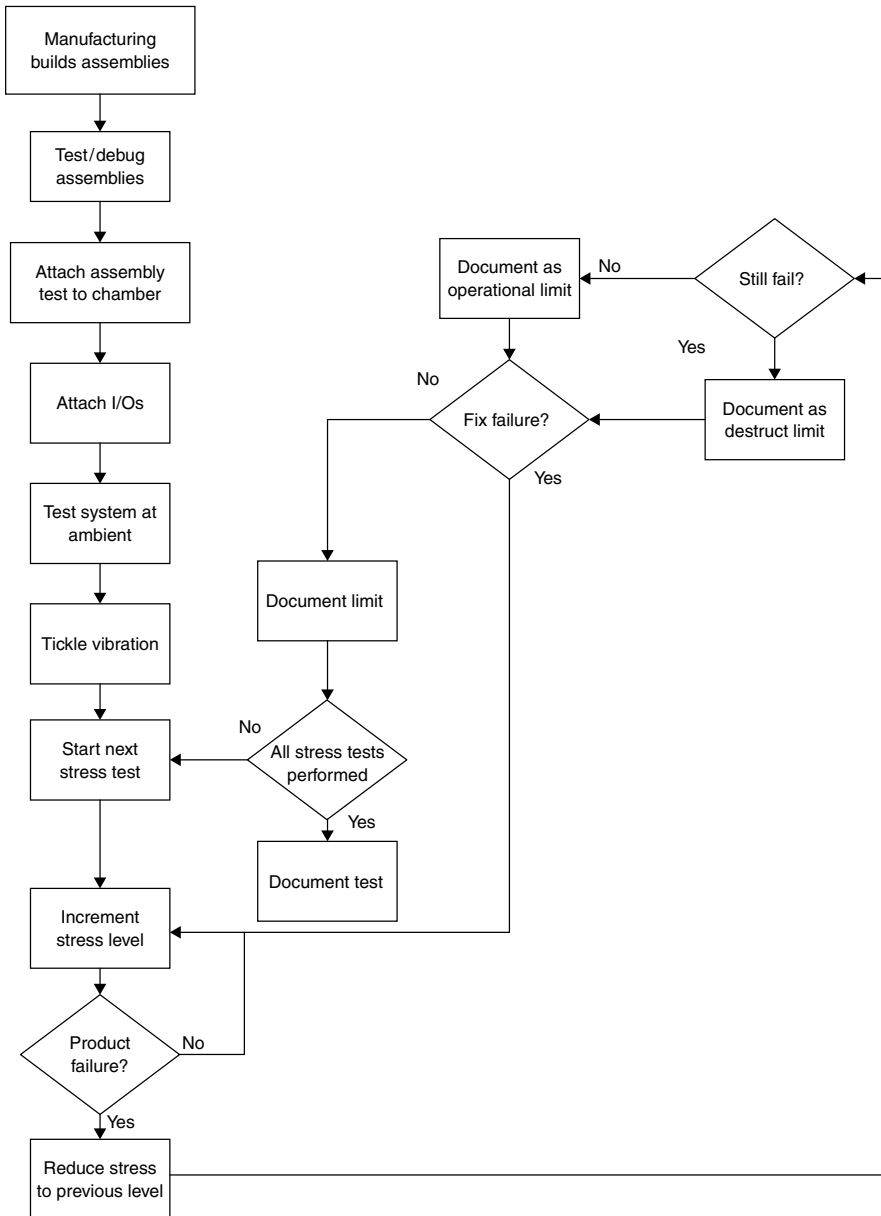 Manufacturing
builds assemblies
Test/debug
assemblies
Attach assembly
test to chamber
Attach I/Os
Test system at
ambient
Tickle vibration
Start next
stress test
Increment
stress level
Product
failure?
No
Yes
Reduce stress
to previous level
Still fail?
No
Yes
Document as
operational limit
Document as
destruct limit
Fix failure?
No
Yes
Document limit
All stress tests
performed
No
Yes
Document test